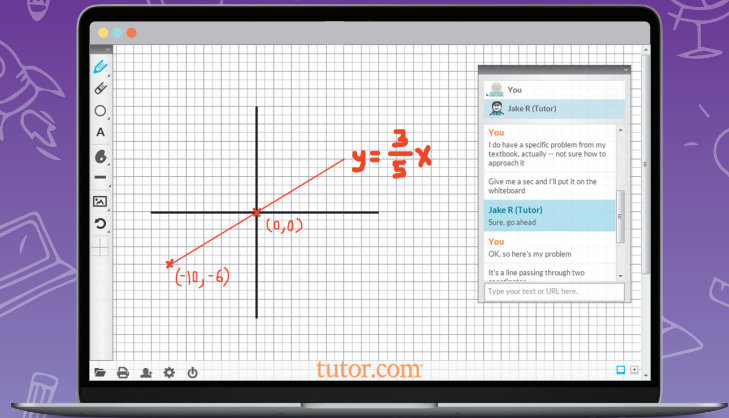 y = 3/5 x
(0,0)
(-10,-6)
A
You
Jake R (Tutor)
You
I do have a specific problem from my
textbook, actually -- not sure how to
approach it
Give me a sec and I'll put it on the
whiteboard
Jake R (Tutor)
Sure, go ahead
You
OK, so here's my problem
It's a line passing through two
Type your text or URL here.
tutor.com